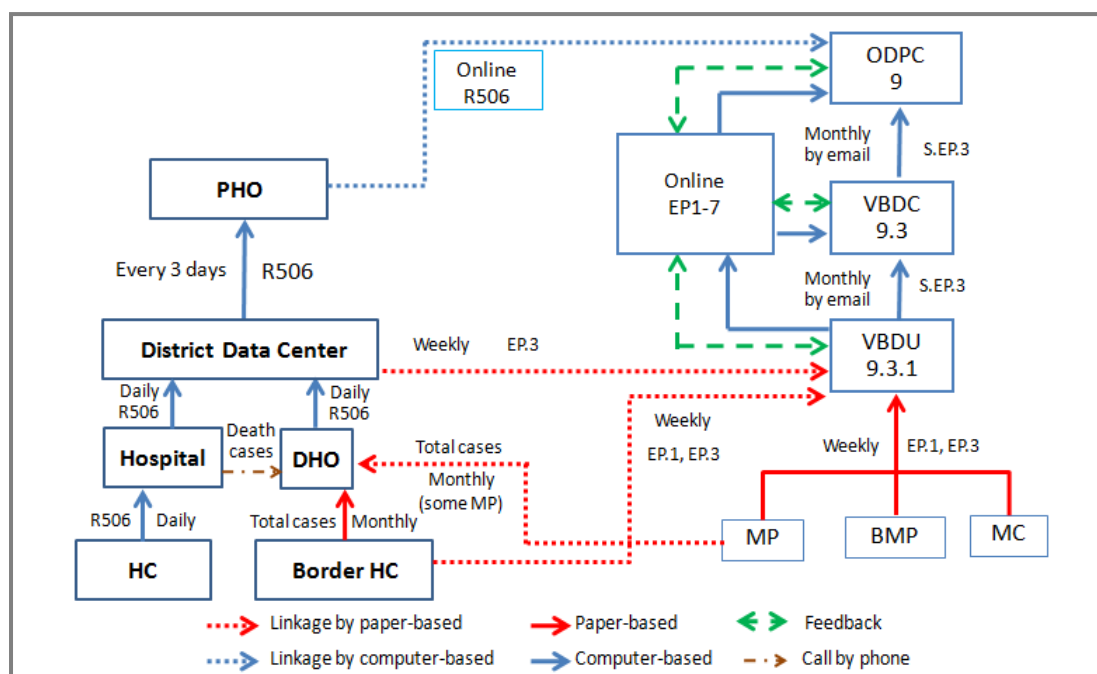 Online
R506
ODPC
9
Monthly
by email
S.EP.3
PHO
Online
EP1-7
VBDC
9.3
Every 3 days
R506
Monthly
by email
S.EP.3
District Data Center
Weekly
EP.3
VBDU
9.3.1
Daily
R506
Daily
R506
Death
cases
Hospital
DHO
Total cases
Monthly
(some MP)
Weekly
EP.1, EP.3
Weekly
EP.1, EP.3
R506
Daily
Total cases
Monthly
MP
BMP
MC
HC
Border HC
Linkage by paper-based
Paper-based
Feedback
Linkage by computer-based
Computer-based
Call by phone